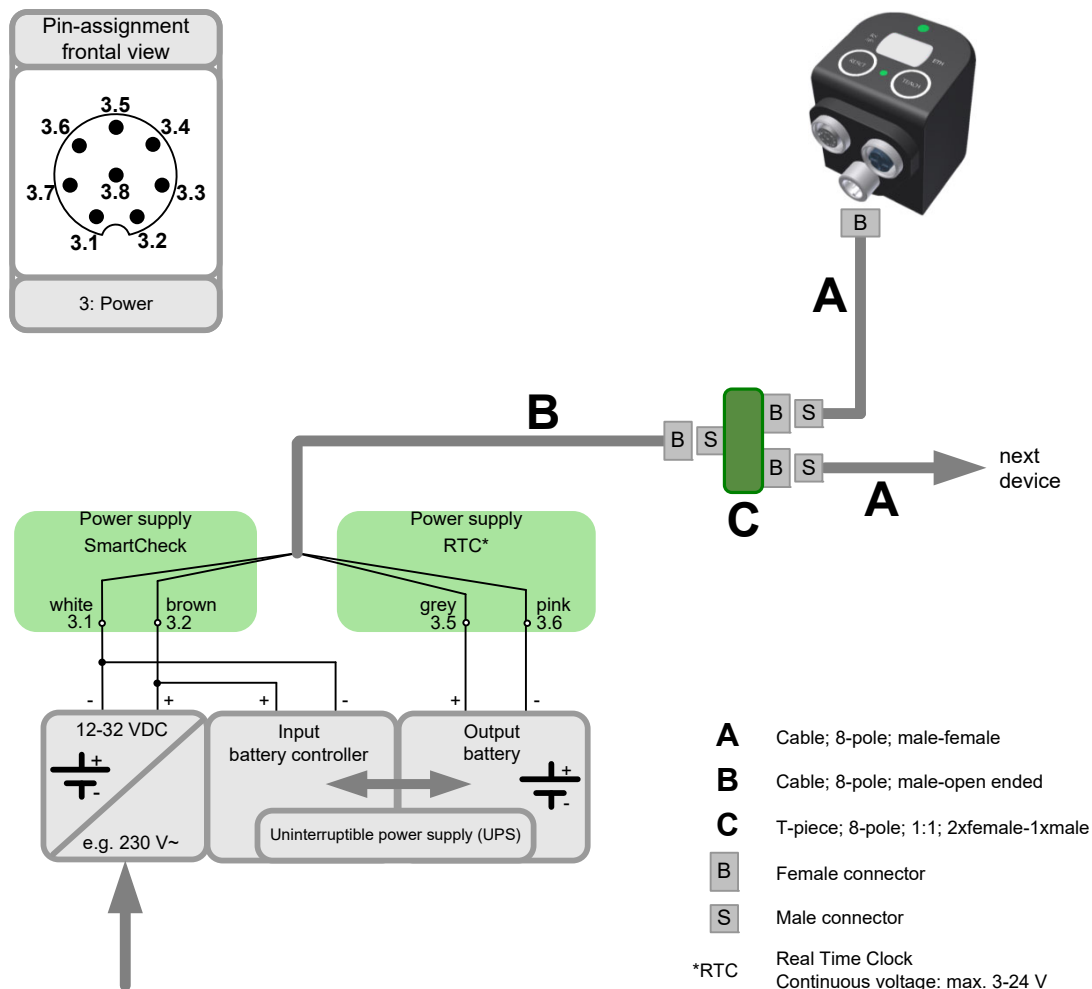 Pin-assignment
frontal view
3.5
3.6
3.4
3.7
3.8
3.3
3.1
3.2
3: Power
RESET
TEACH
ETH
B
A
B
B
S
B
S
B
S
C
A
next
device
Power supply
SmartCheck
Power supply
RTC*
white
3.1
brown
3.2
grey
3.5
pink
3.6
-
+
+
-
+
-
12-32 VDC
+
-
e.g. 230 V~
Input
battery controller
Output
battery
+
-
Uninterruptible power supply (UPS)
A Cable; 8-pole; male-female
B Cable; 8-pole; male-open ended
C T-piece; 8-pole; 1:1; 2xfemale-1xmale
B Female connector
S Male connector
*RTC Real Time Clock
Continuous voltage: max. 3-24 V